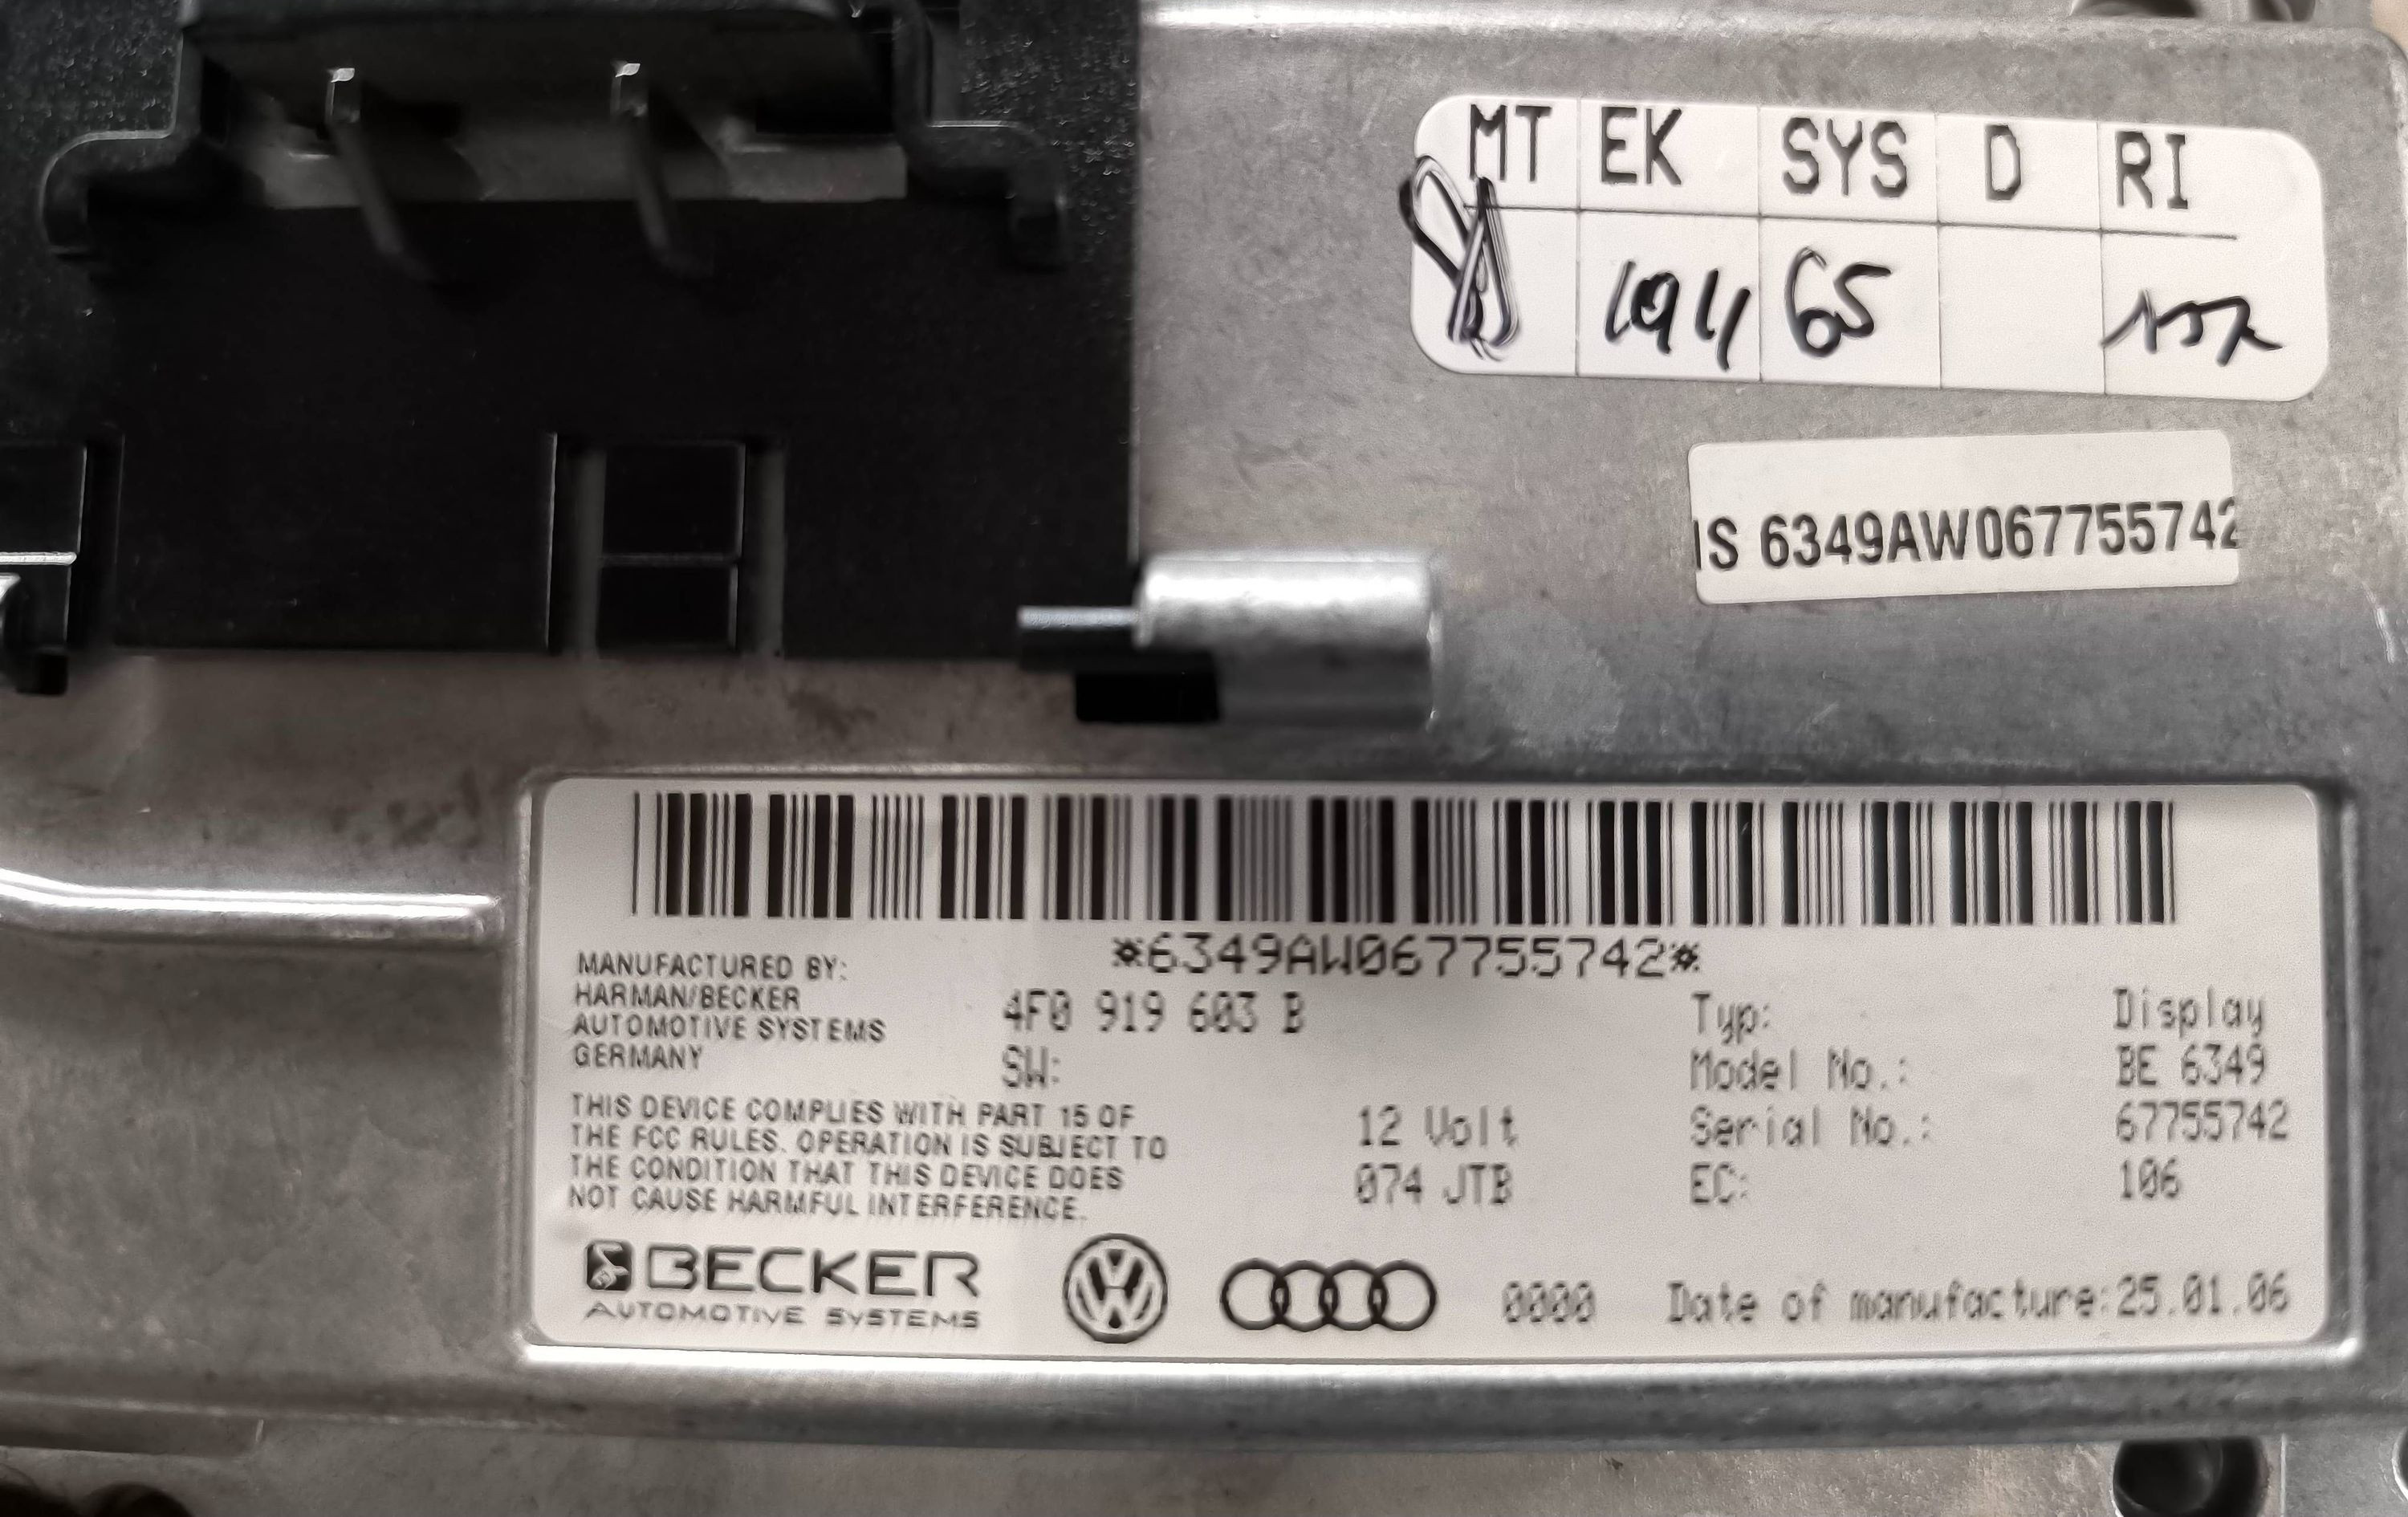 MT EK SYS D RI
65
IS 6349AW067755742
*6349AW067755742*
MANUFACTURED BY:
HARMAN/BECKER
AUTOMOTIVE SYSTEMS
GERMANY
4F0 919 603 B
SW:
Typ: Display
Model No.: BE 6349
Serial No.: 67755742
EC: 106
THIS DEVICE COMPLIES WITH PART 15 OF
THE FCC RULES. OPERATION IS SUBJECT TO
THE CONDITION THAT THIS DEVICE DOES
NOT CAUSE HARMFUL INTERFERENCE.
12 Volt
074 JTB
BECKER
AUTOMOTIVE SYSTEMS
0000 Date of manufacture:25.01.06